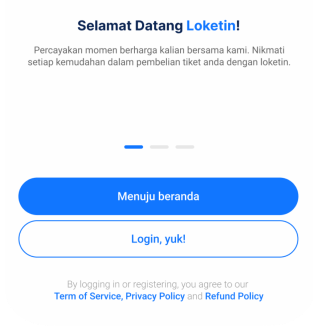 Selamat Datang Loketin!
Percayakan momen berharga kalian bersama kami. Nikmati
setiap kemudahan dalam pembelian tiket anda dengan loketin.
Menuju beranda
Login, yuk!
By logging in or registering, you agree to our
Term of Service, Privacy Policy and Refund Policy